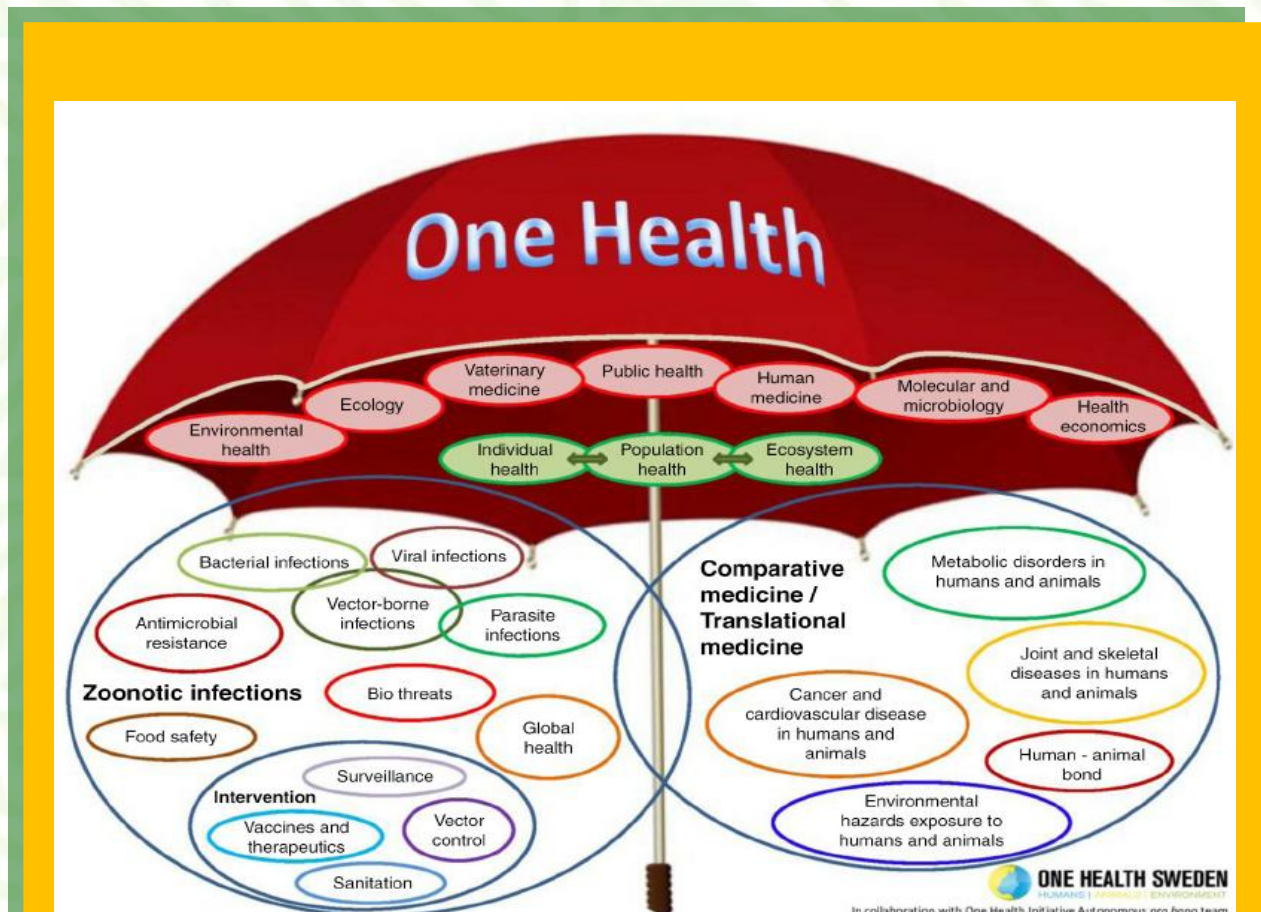 One Health
Environmental
health
Ecology
Vaterinary
medicine
Public health
Human
medicine
Molecular and
microbiology
Health
economics
Individual
health
Population
health
Ecosystem
health
Bacterial infections
Viral infections
Vector-borne
infections
Parasite
infections
Antimicrobial
resistance
Zoonotic infections
Bio threats
Food safety
Global
health
Surveillance
Intervention
Vaccines and
therapeutics
Vector
control
Sanitation
Comparative
medicine /
Translational
medicine
Metabolic disorders in
humans and animals
Joint and skeletal
diseases in humans
and animals
Cancer and
cardiovascular disease
in humans and
animals
Human - animal
bond
Environmental
hazards exposure to
humans and animals
ONE HEALTH SWEDEN
HUMANS | ANIMALS | ENVIRONMENT
In collaboration with One Health Initiative Autonomous pro bono team